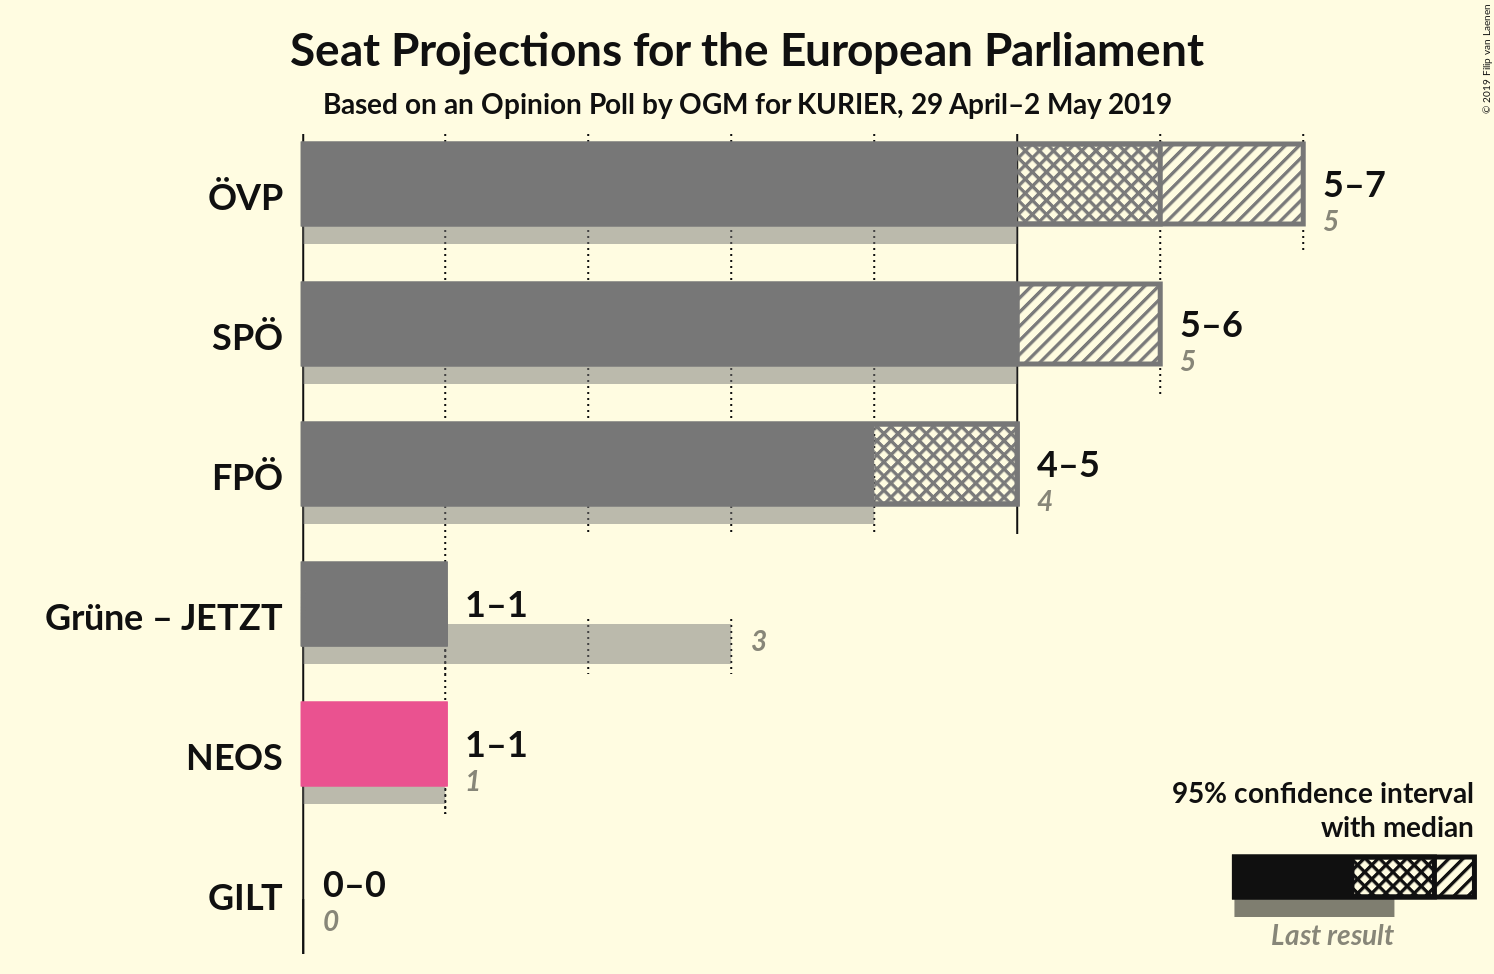 Seat Projections for the European Parliament
Based on an Opinion Poll by OGM for KURIER, 29 April–2 May 2019
© 2019 Filip van Laenen
ÖVP
5–7
5
SPÖ
5–6
5
FPÖ
4–5
4
Grüne – JETZT
1–1
3
NEOS
1–1
1
GILT
0–0
0
95% confidence interval
with median
Last result